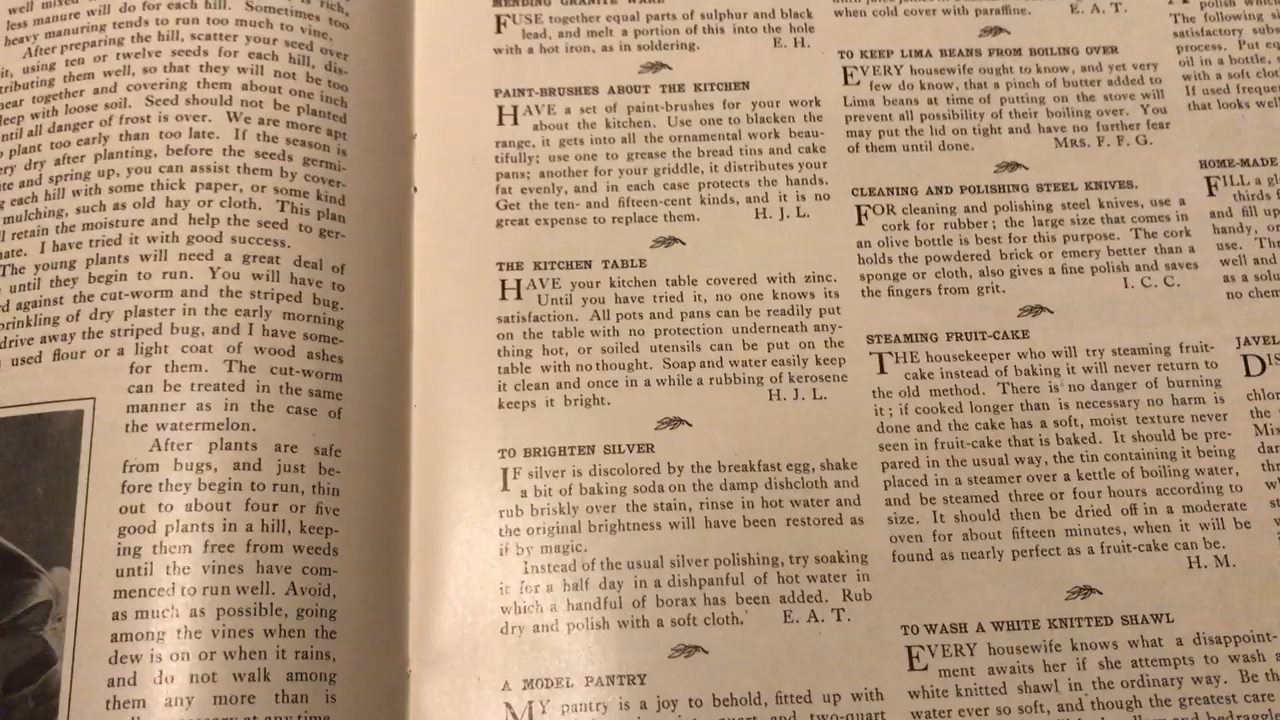 well mixed
is rich,
less manure will do for each hill. Sometimes too
heavy manuring tends to run too much to vine.
After preparing the hill, scatter your seed over
it, using ten or twelve seeds for each hill, dis-
tributing them well, so that they will not be too
near together and covering them about one inch
deep with loose soil. Seed should not be planted
until all danger of frost is over. We are more apt
plant too early than too late. If the season is
dry after planting, before the seeds germi-
and spring up, you can assist them by cover-
each hill with some thick paper, or some kind
mulching, such as old hay or cloth. This plan
retain the moisture and help the seed to ger-
I have tried it with good success.
The young plants will need a great deal of
until they begin to run. You will have to
against the cut-worm and the striped bug.
sprinkling of dry plaster in the early morning
drive away the striped bug, and I have some-
used flour or a light coat of wood ashes
for them. The cut-worm
can be treated in the same
manner as in the case of
the watermelon.
After plants are safe
from bugs, and just be-
fore they begin to run, thin
out to about four or five
good plants in a hill, keep-
ing them free from weeds
until the vines have com-
menced to run well. Avoid,
as much as possible, going
among the vines when the
dew is on or when it rains,
and do not walk among
them any more than is
at any time.
MENDING GRANITE WARE
FUSE together equal parts of sulphur and black
lead, and melt a portion of this into the hole
with a hot iron, as in soldering. E. H.
PAINT-BRUSHES ABOUT THE KITCHEN
HAVE a set of paint-brushes for your work
about the kitchen. Use one to blacken the
range, it gets into all the ornamental work beau-
tifully; use one to grease the bread tins and cake
pans; another for your griddle, it distributes your
fat evenly, and in each case protects the hands.
Get the ten- and fifteen-cent kinds, and it is no
great expense to replace them. H. J. L.
THE KITCHEN TABLE
HAVE your kitchen table covered with zinc.
Until you have tried it, no one knows its
satisfaction. All pots and pans can be readily put
on the table with no protection underneath any-
thing hot, or soiled utensils can be put on the
table with no thought. Soap and water easily keep
it clean and once in a while a rubbing of kerosene
keeps it bright. H. J. L.
TO BRIGHTEN SILVER
IF silver is discolored by the breakfast egg, shake
a bit of baking soda on the damp dishcloth and
rub briskly over the stain, rinse in hot water and
the original brightness will have been restored as
if by magic.
Instead of the usual silver polishing, try soaking
it for a half day in a dishpanful of hot water in
which a handful of borax has been added. Rub
dry and polish with a soft cloth. E. A. T.
A MODEL PANTRY
MY pantry is a joy to behold, fitted up with
and two-quart
when cold cover with paraffine. E. A. T.
TO KEEP LIMA BEANS FROM BOILING OVER
EVERY housewife ought to know, and yet very
few do know, that a pinch of butter added to
Lima beans at time of putting on the stove will
prevent all possibility of their boiling over. You
may put the lid on tight and have no further fear
of them until done. MRS. F. F. G.
CLEANING AND POLISHING STEEL KNIVES.
FOR cleaning and polishing steel knives, use a
cork for rubber; the large size that comes in
an olive bottle is best for this purpose. The cork
holds the powdered brick or emery better than a
sponge or cloth, also gives a fine polish and saves
the fingers from grit. I. C. C.
STEAMING FRUIT-CAKE
THE housekeeper who will try steaming fruit-
cake instead of baking it will never return to
the old method. There is no danger of burning
it; if cooked longer than is necessary no harm is
done and the cake has a soft, moist texture never
seen in fruit-cake that is baked. It should be pre-
pared in the usual way, the tin containing it being
placed in a steamer over a kettle of boiling water,
and be steamed three or four hours according to
size. It should then be dried off in a moderate
oven for about fifteen minutes, when it will be
found as nearly perfect as a fruit-cake can be.
H. M.
TO WASH A WHITE KNITTED SHAWL
EVERY housewife knows what a disappoint-
ment awaits her if she attempts to wash a
white knitted shawl in the ordinary way. Be th
water ever so soft, and though the greatest care
polish which
The following
satisfactory subs
process. Put eq
oil in a bottle,
with a soft clot
If used freque
that looks wel
HOME-MADE
FILL a gl
thirds
and fill up
handy, or
use. Thr
well and
as a solu
no chem
JAVEL
DIS
chlor
the
Mix
dar
thr